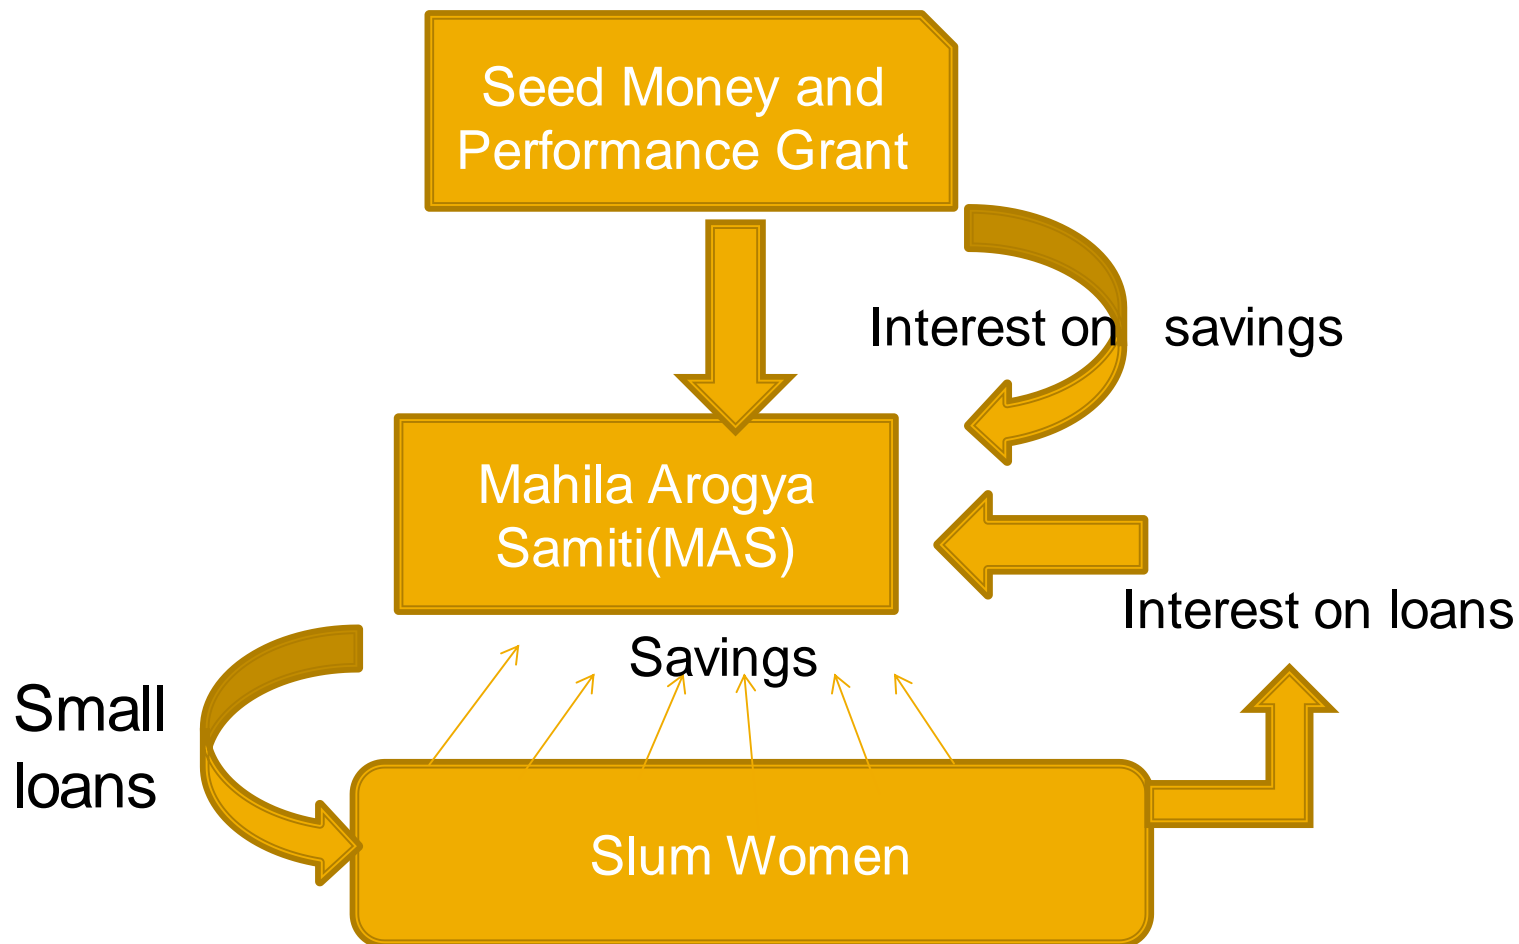 Seed Money and
Performance Grant
Interest on savings
Mahila Arogya
Samiti(MAS)
Interest on loans
Savings
Small
loans
Slum Women